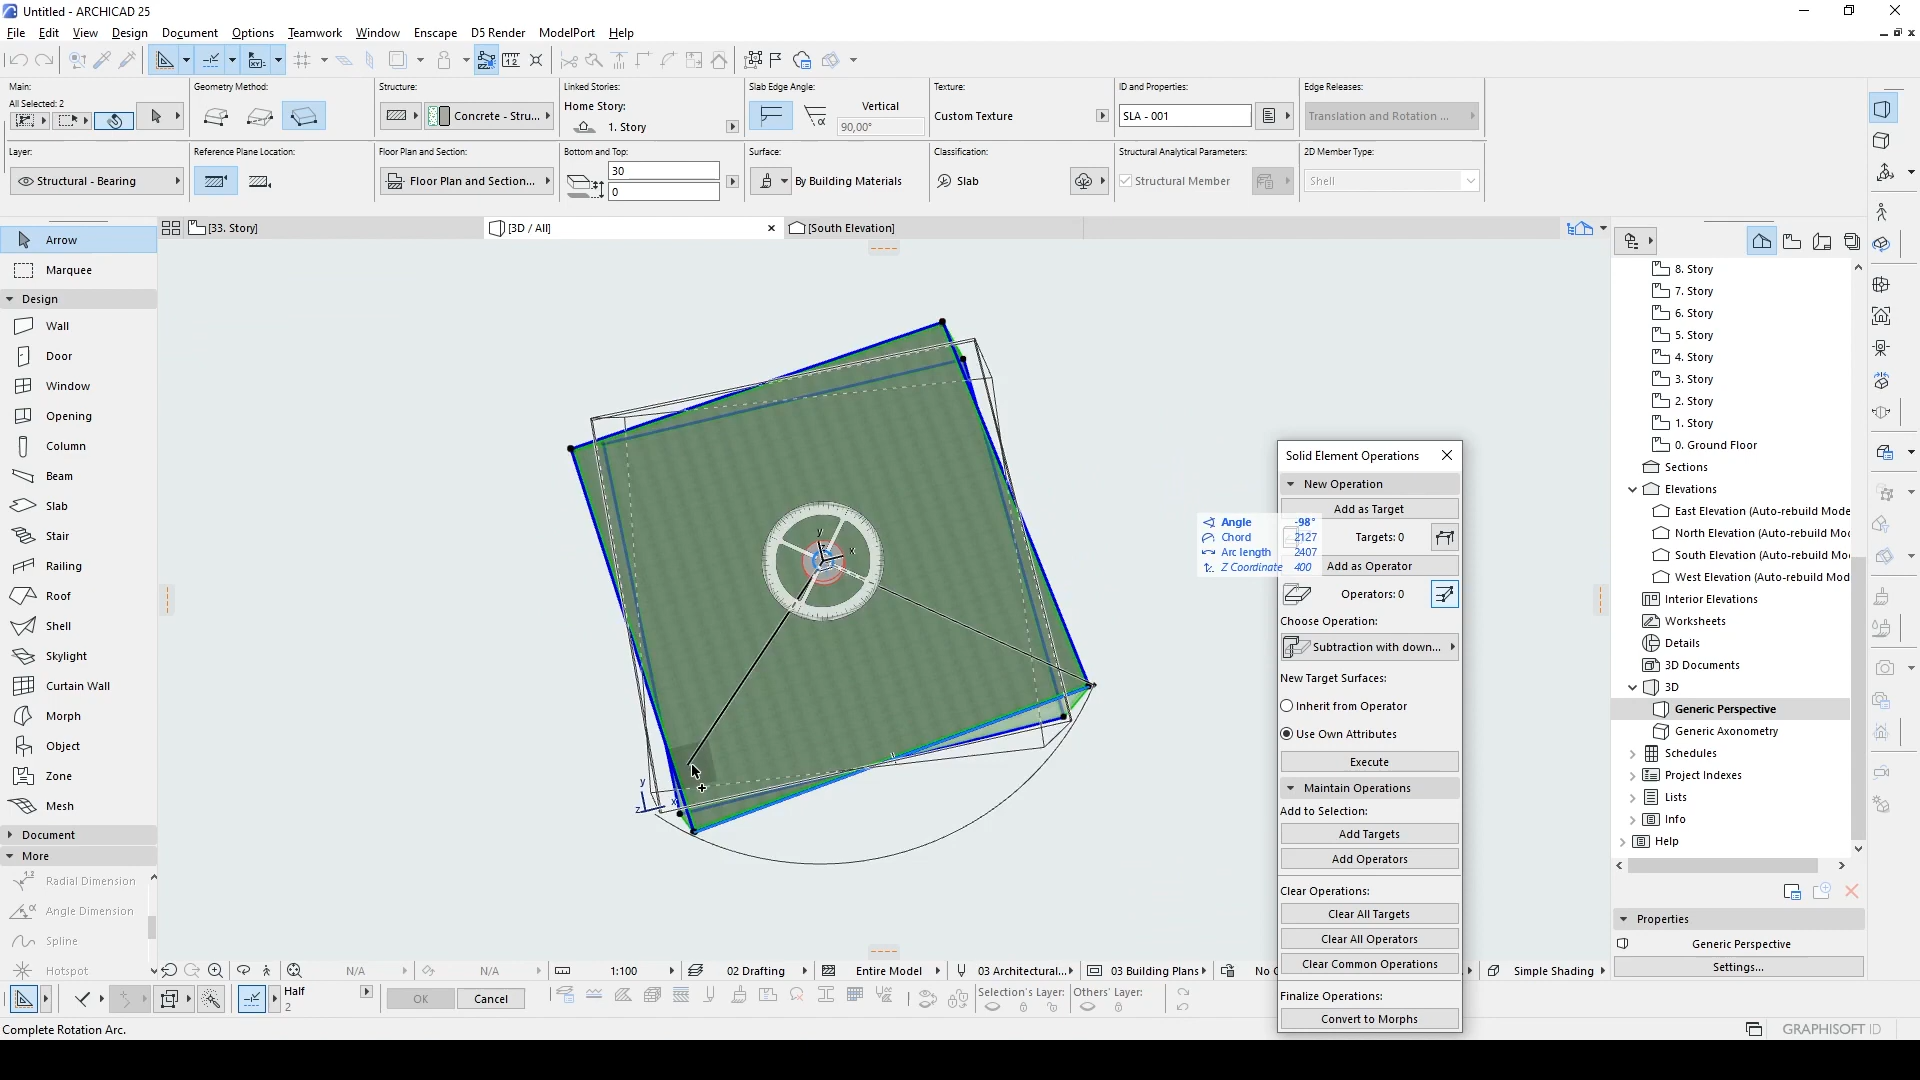 Untitled - ARCHICAD 25
File Edit View Design Document Options Teamwork Window Enscape D5 Render ModelPort Help
Main:
All Selected: 2
Geometry Method:
Structure:
Concrete - Stru...
Linked Stories:
Home Story:
1. Story
Slab Edge Angle:
Vertical
90,00°
Texture:
Custom Texture
ID and Properties:
SLA - 001
Edge Releases:
Translation and Rotation ...
Layer:
Structural - Bearing
Reference Plane Location:
Floor Plan and Section:
Floor Plan and Section...
Bottom and Top:
30
0
Surface:
By Building Materials
Classification:
Slab
Structural Analytical Parameters:
Structural Member
2D Member Type:
Shell
[33. Story]
[3D / All]
[South Elevation]
Arrow
Marquee
Design
Wall
Door
Window
Opening
Column
Beam
Slab
Stair
Railing
Roof
Shell
Skylight
Curtain Wall
Morph
Object
Zone
Mesh
Document
More
Radial Dimension
Angle Dimension
Spline
Hotspot
y
x
z
y
x
Angle -98°
Chord 2127
Arc length 2407
Z Coordinate 400
Solid Element Operations
New Operation
Add as Target
Targets: 0
Add as Operator
Operators: 0
Choose Operation:
Subtraction with down...
New Target Surfaces:
Inherit from Operator
Use Own Attributes
Execute
Maintain Operations
Add to Selection:
Add Targets
Add Operators
Clear Operations:
Clear All Targets
Clear All Operators
Clear Common Operations
Finalize Operations:
Convert to Morphs
8. Story
7. Story
6. Story
5. Story
4. Story
3. Story
2. Story
1. Story
0. Ground Floor
Sections
Elevations
East Elevation (Auto-rebuild Mode
North Elevation (Auto-rebuild Mo
South Elevation (Auto-rebuild Mo
West Elevation (Auto-rebuild Mod
Interior Elevations
Worksheets
Details
3D Documents
3D
Generic Perspective
Generic Axonometry
Schedules
Project Indexes
Lists
Info
Help
Properties
Generic Perspective
Settings...
N/A
N/A
1:100
02 Drafting
Entire Model
03 Architectural...
03 Building Plans
Simple Shading
Half
2
OK
Cancel
Selection's Layer:
Others' Layer:
Complete Rotation Arc.
GRAPHISOFT ID